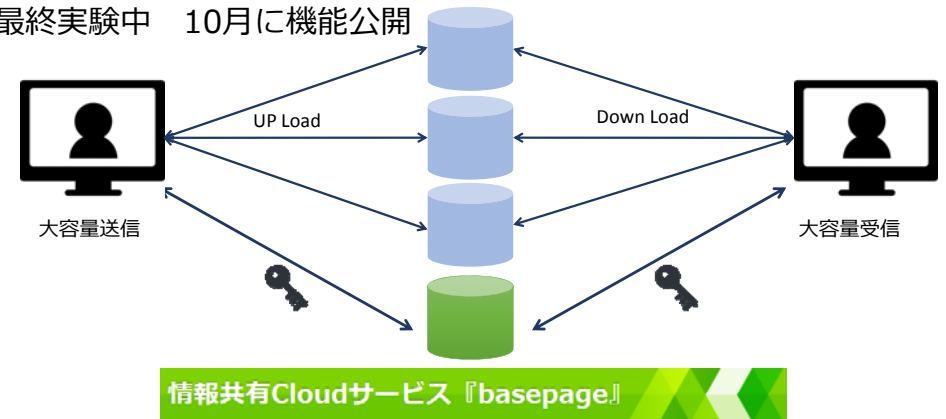 最終実験中　10月に機能公開
UP Load
Down Load
大容量送信
大容量受信
情報共有Cloudサービス『basepage』